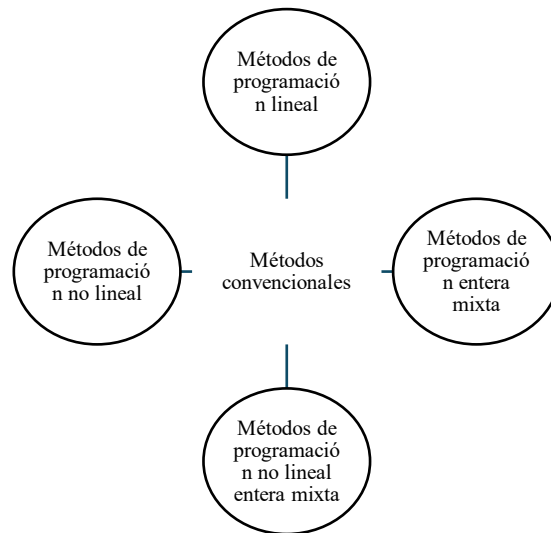 Métodos de
programació
n lineal
Métodos de
programació
n no lineal
Métodos
convencionales
Métodos de
programació
n entera
mixta
Métodos de
programació
n no lineal
entera mixta